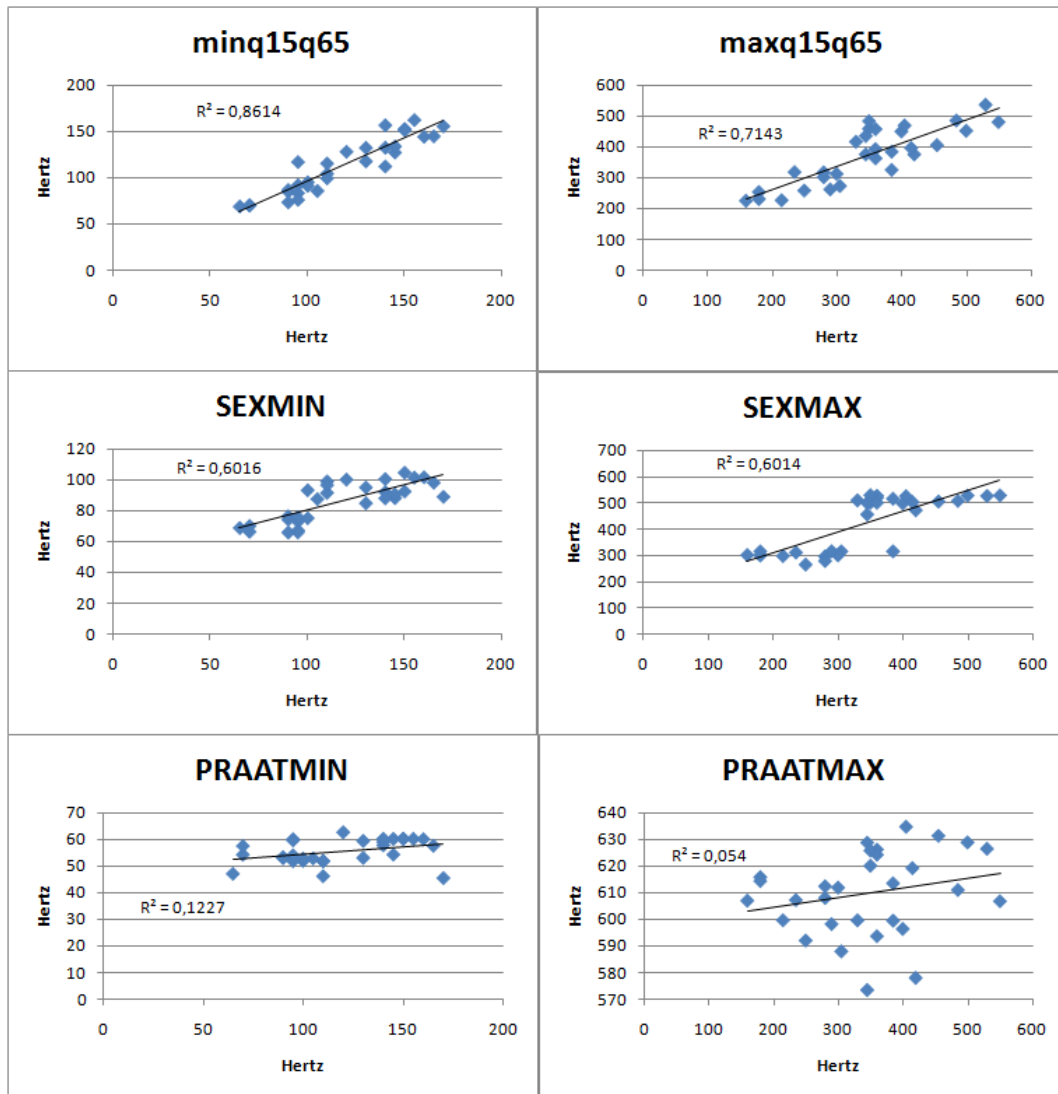 minq15q65
200
150
100
50
0
Hertz
R² = 0,8614
0 50 100 150 200
Hertz
maxq15q65
600
500
400
300
200
100
0
Hertz
R² = 0,7143
0 100 200 300 400 500 600
Hertz
SEXMIN
120
100
80
60
40
20
0
Hertz
R² = 0,6016
0 50 100 150 200
Hertz
SEXMAX
700
600
500
400
300
200
100
0
Hertz
R² = 0,6014
0 100 200 300 400 500 600
Hertz
PRAATMIN
70
60
50
40
30
20
10
0
Hertz
R² = 0,1227
0 50 100 150 200
Hertz
PRAATMAX
640
630
620
610
600
590
580
570
Hertz
R² = 0,054
0 100 200 300 400 500 600
Hertz